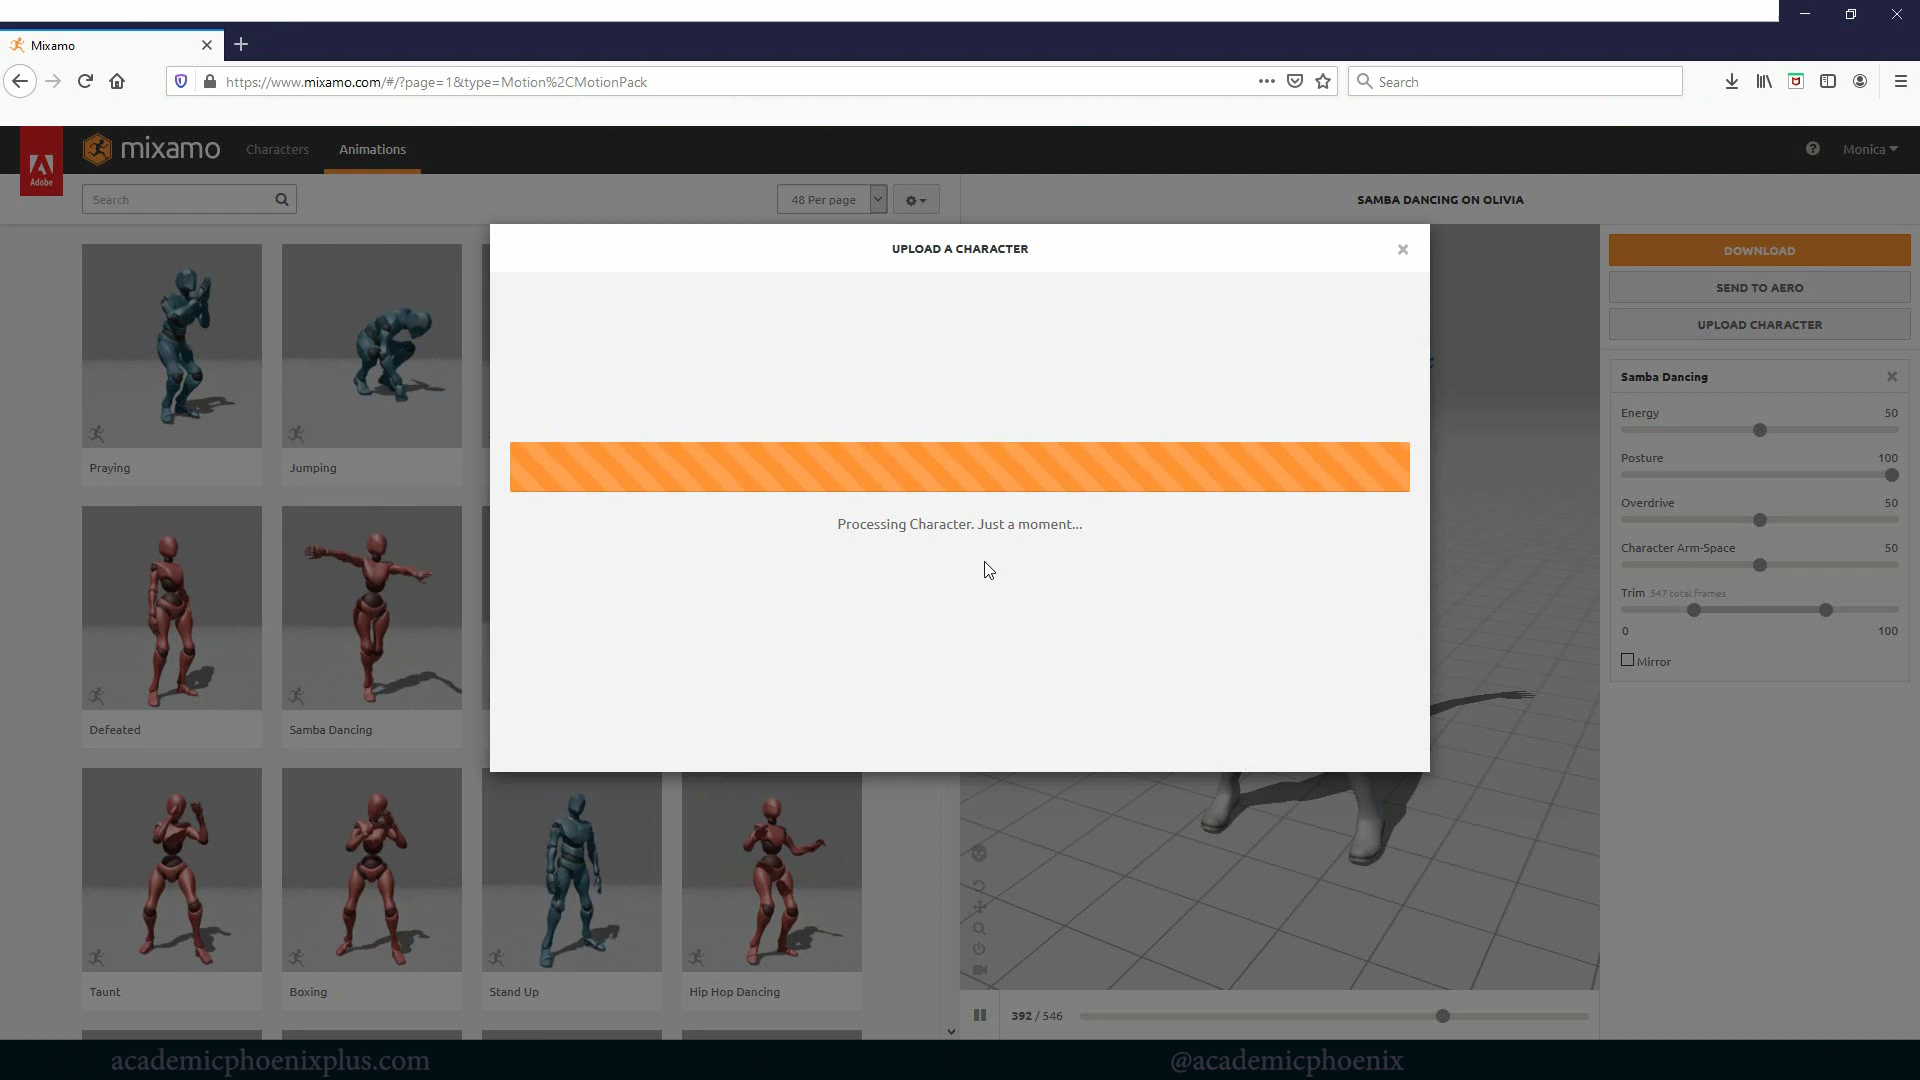 Mixamo
https://www.mixamo.com/#/?page=1&type=Motion%2CMotionPack
Search
Adobe
mixamo
Characters
Animations
Monica
Search
48 Per page
SAMBA DANCING ON OLIVIA
UPLOAD A CHARACTER
Processing Character. Just a moment...
Praying
Jumping
Defeated
Samba Dancing
Taunt
Boxing
Stand Up
Hip Hop Dancing
DOWNLOAD
SEND TO AERO
UPLOAD CHARACTER
Samba Dancing
Energy 50
Posture 100
Overdrive 50
Character Arm-Space 50
Trim 547 total frames
0 100
Mirror
392 / 546
academicphoenixplus.com
@academicphoenix